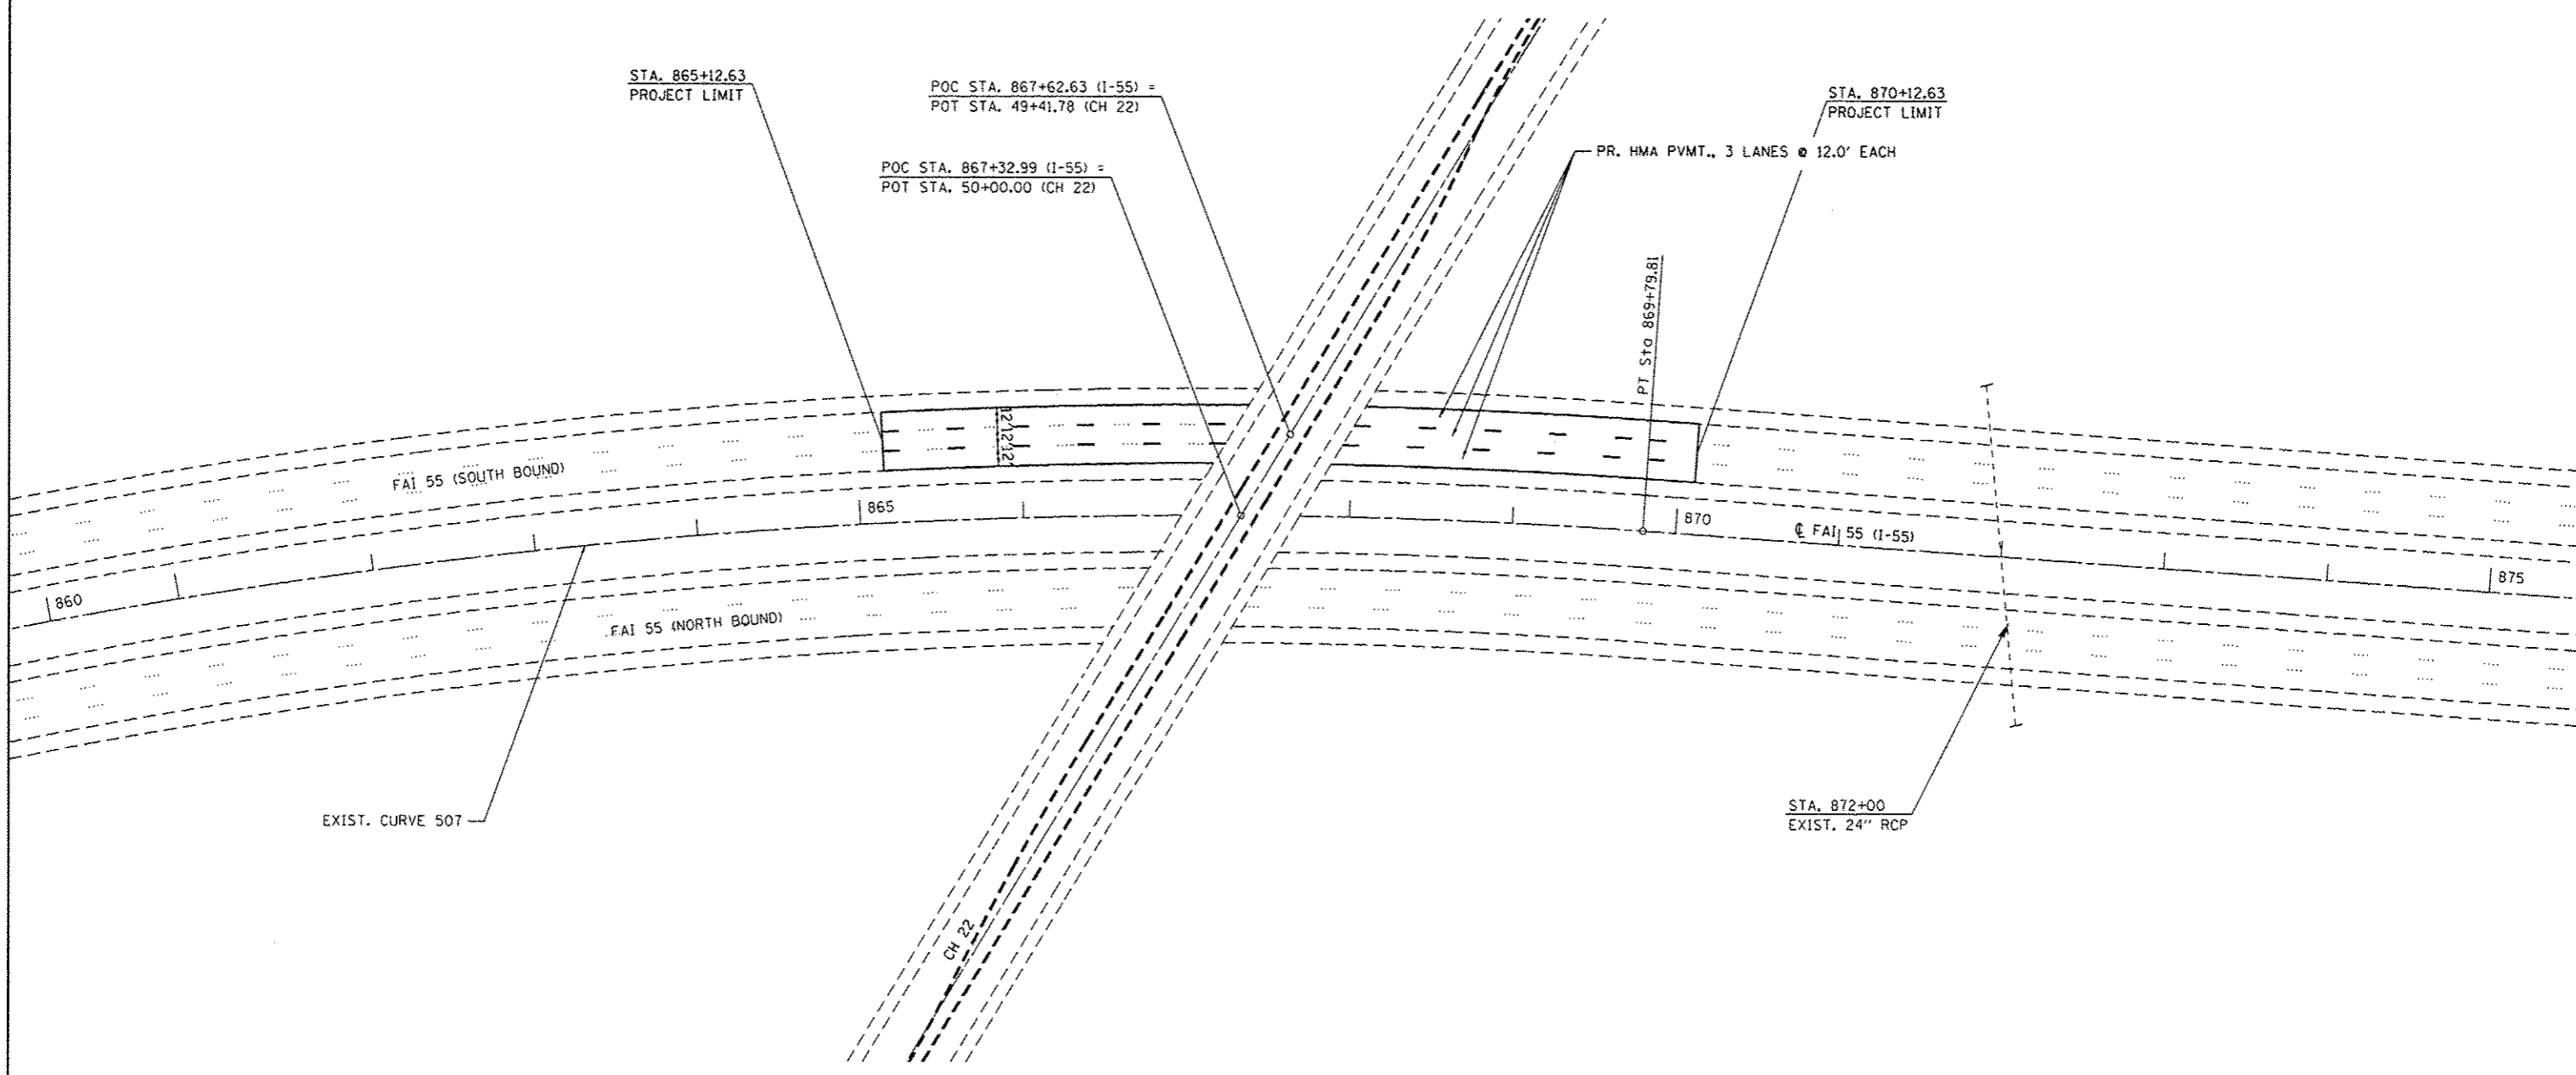 STA. 865+12.63
PROJECT LIMIT
POC STA. 867+62.63 (I-55) =
POT STA. 49+41.78 (CH 22)
STA. 870+12.63
PROJECT LIMIT
PR. HMA PVMT., 3 LANES @ 12.0' EACH
POC STA. 867+32.99 (I-55) =
POT STA. 50+00.00 (CH 22)
PT Sta 869+79.81
12'
12'
12'
FAI 55 (SOUTH BOUND)
865
870
℄ FAI 55 (I-55)
875
860
FAI 55 (NORTH BOUND)
EXIST. CURVE 507
STA. 872+00
EXIST. 24" RCP
CH 22